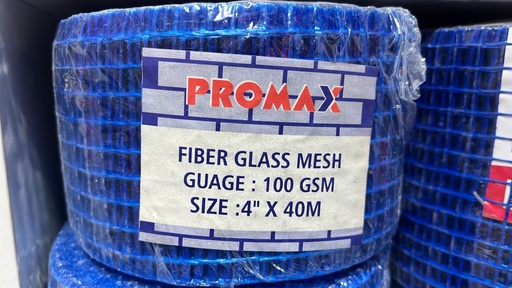 PROMAX
FIBER GLASS MESH
GUAGE : 100 GSM
SIZE :4" X 40M